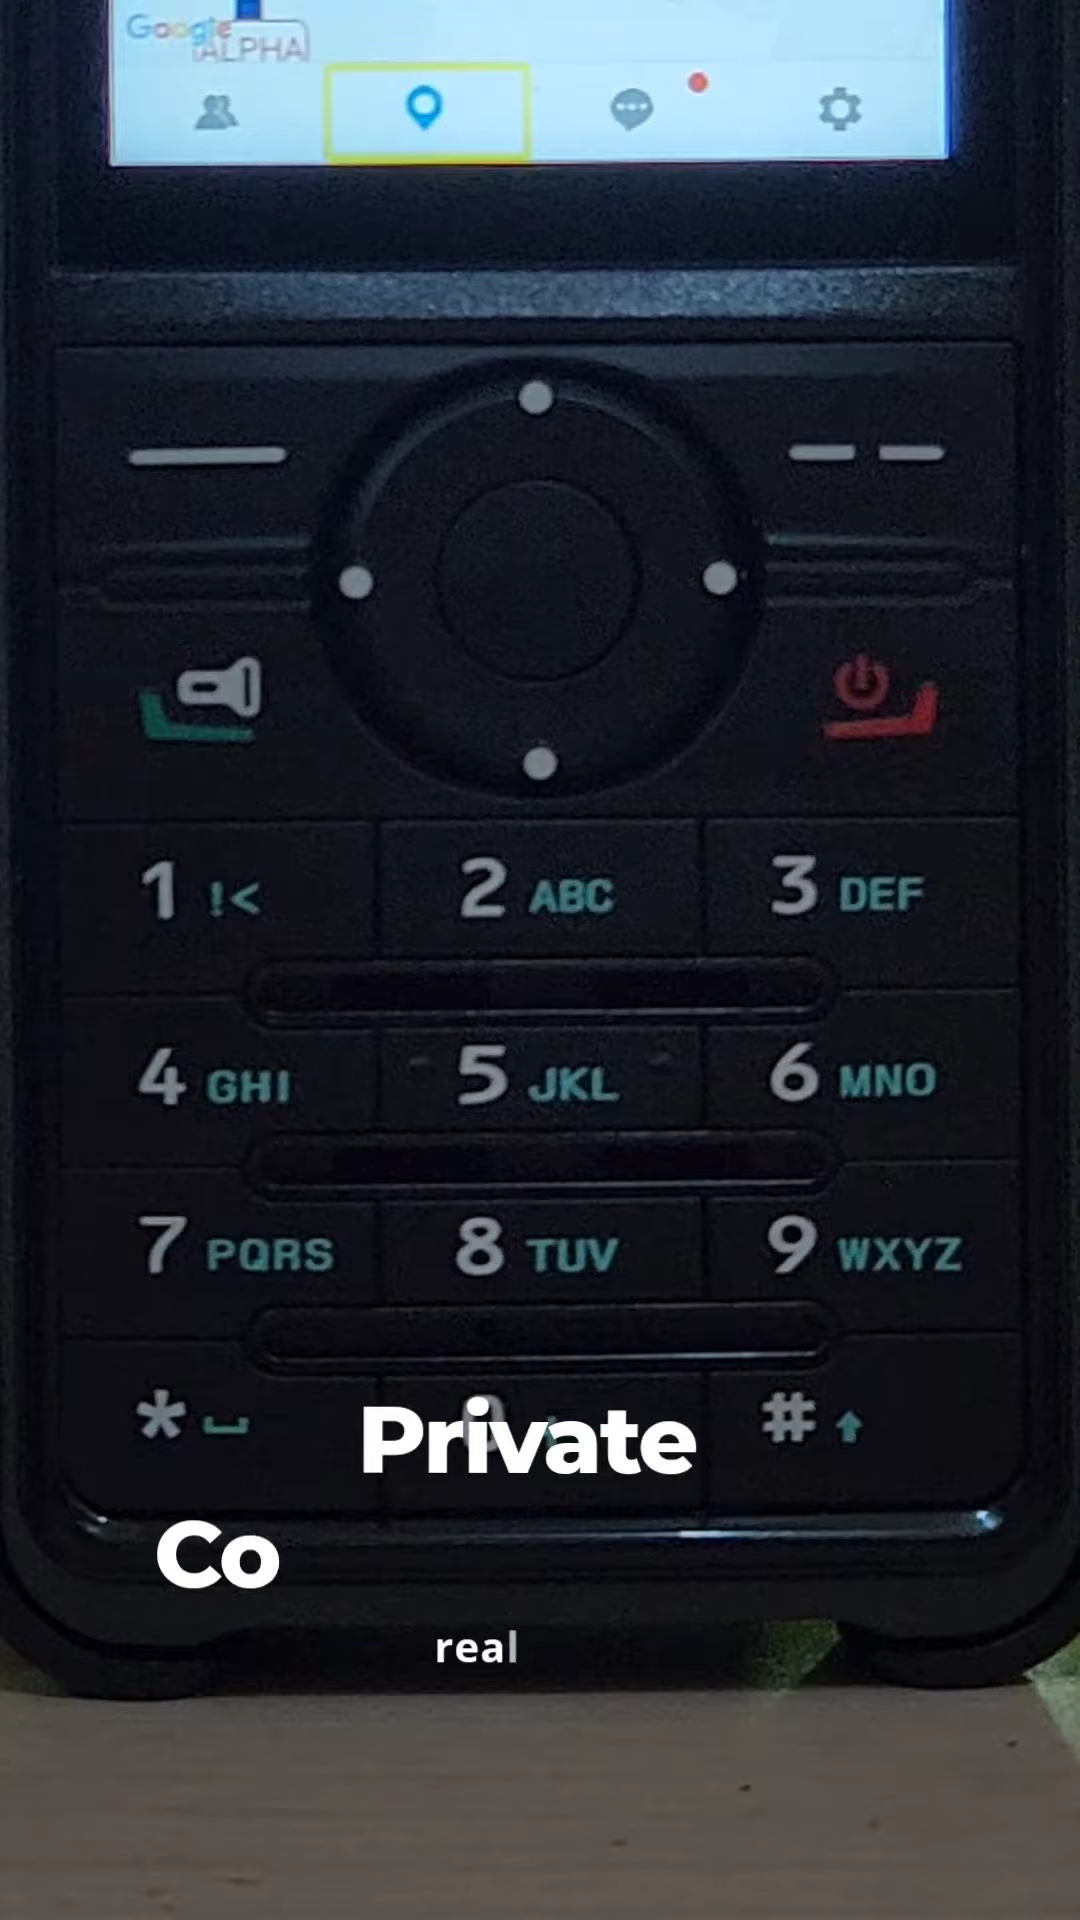 Google
ALPHA
1 !<
2 ABC
3 DEF
4 GHI
5 JKL
6 MNO
7 PQRS
8 TUV
9 WXYZ
* ⎵
0 +
# ⬆
Private
Co
real